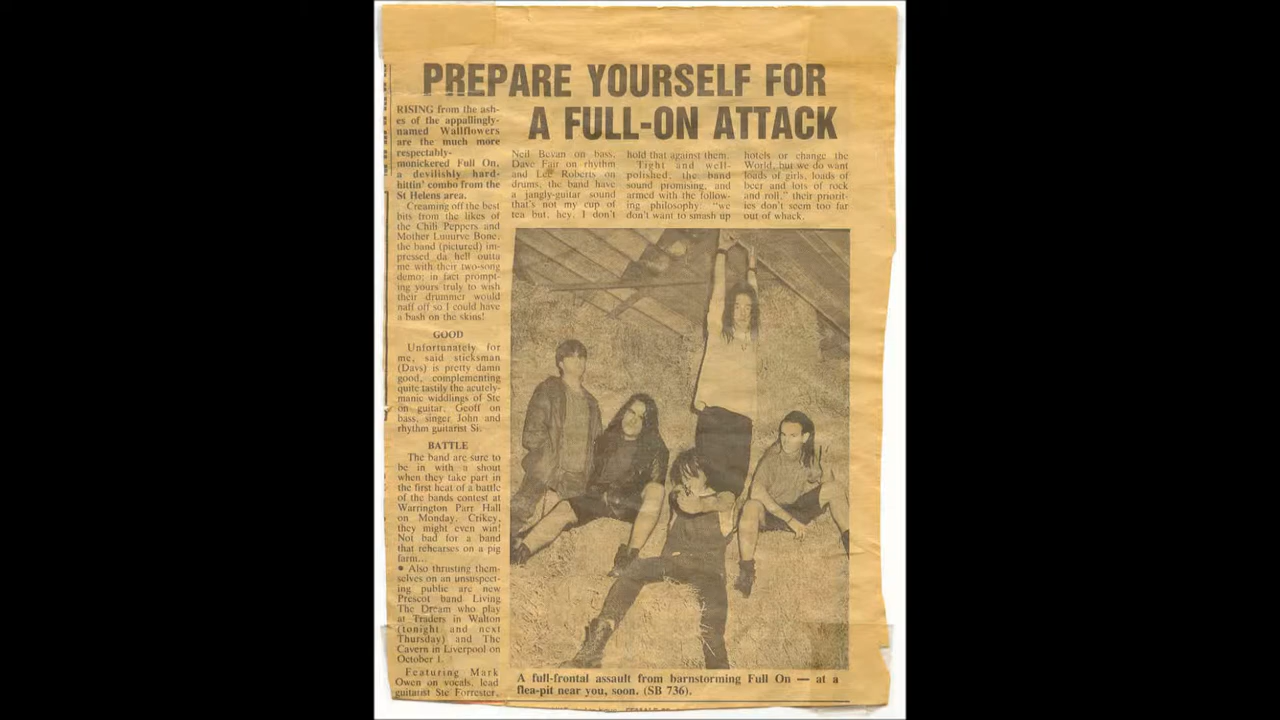 PREPARE YOURSELF FOR
A FULL-ON ATTACK
RISING from the ash-
es of the appallingly-
named Wallflowers
are the much more
respectably-
monickered Full On,
a devilishly hard-
hittin' combo from the
St Helens area.
Creaming off the best
bits from the likes of
the Chili Peppers and
Mother Luuurve Bone,
the band (pictured) im-
pressed da hell outta
me with their two-song
demo; in fact prompt-
ing yours truly to wish
their drummer would
naff off so I could have
a bash on the skins!
GOOD
Unfortunately for
me, said sticksman
(Davs) is pretty damn
good, complementing
quite tastily the acutely-
manic widdlings of Ste
on guitar, Geoff on
bass, singer John and
rhythm guitarist Si.
BATTLE
The band are sure to
be in with a shout
when they take part in
the first heat of a battle
of the bands contest at
Warrington Parr Hall
on Monday. Crikey,
they might even win!
Not bad for a band
that rehearses on a pig
farm...
● Also thrusting them-
selves on an unsuspect-
ing public are new
Prescot band Living
The Dream who play
at Traders in Walton
(tonight and next
Thursday) and The
Cavern in Liverpool on
October 1.
Featuring Mark
Owen on vocals, lead
guitarist Ste Forrester,
Neil Bevan on bass,
Dave Fair on rhythm
and Lee Roberts on
drums, the band have
a jangly-guitar sound
that's not my cup of
tea but, hey, I don't
hold that against them.
Tight and well-
polished, the band
sound promising, and
armed with the follow-
ing philosophy, "we
don't want to smash up
hotels or change the
World, but we do want
loads of girls, loads of
beer and lots of rock
and roll," their priorit-
ies don't seem too far
out of whack.
A full-frontal assault from barnstorming Full On — at a
flea-pit near you, soon. (SB 736).